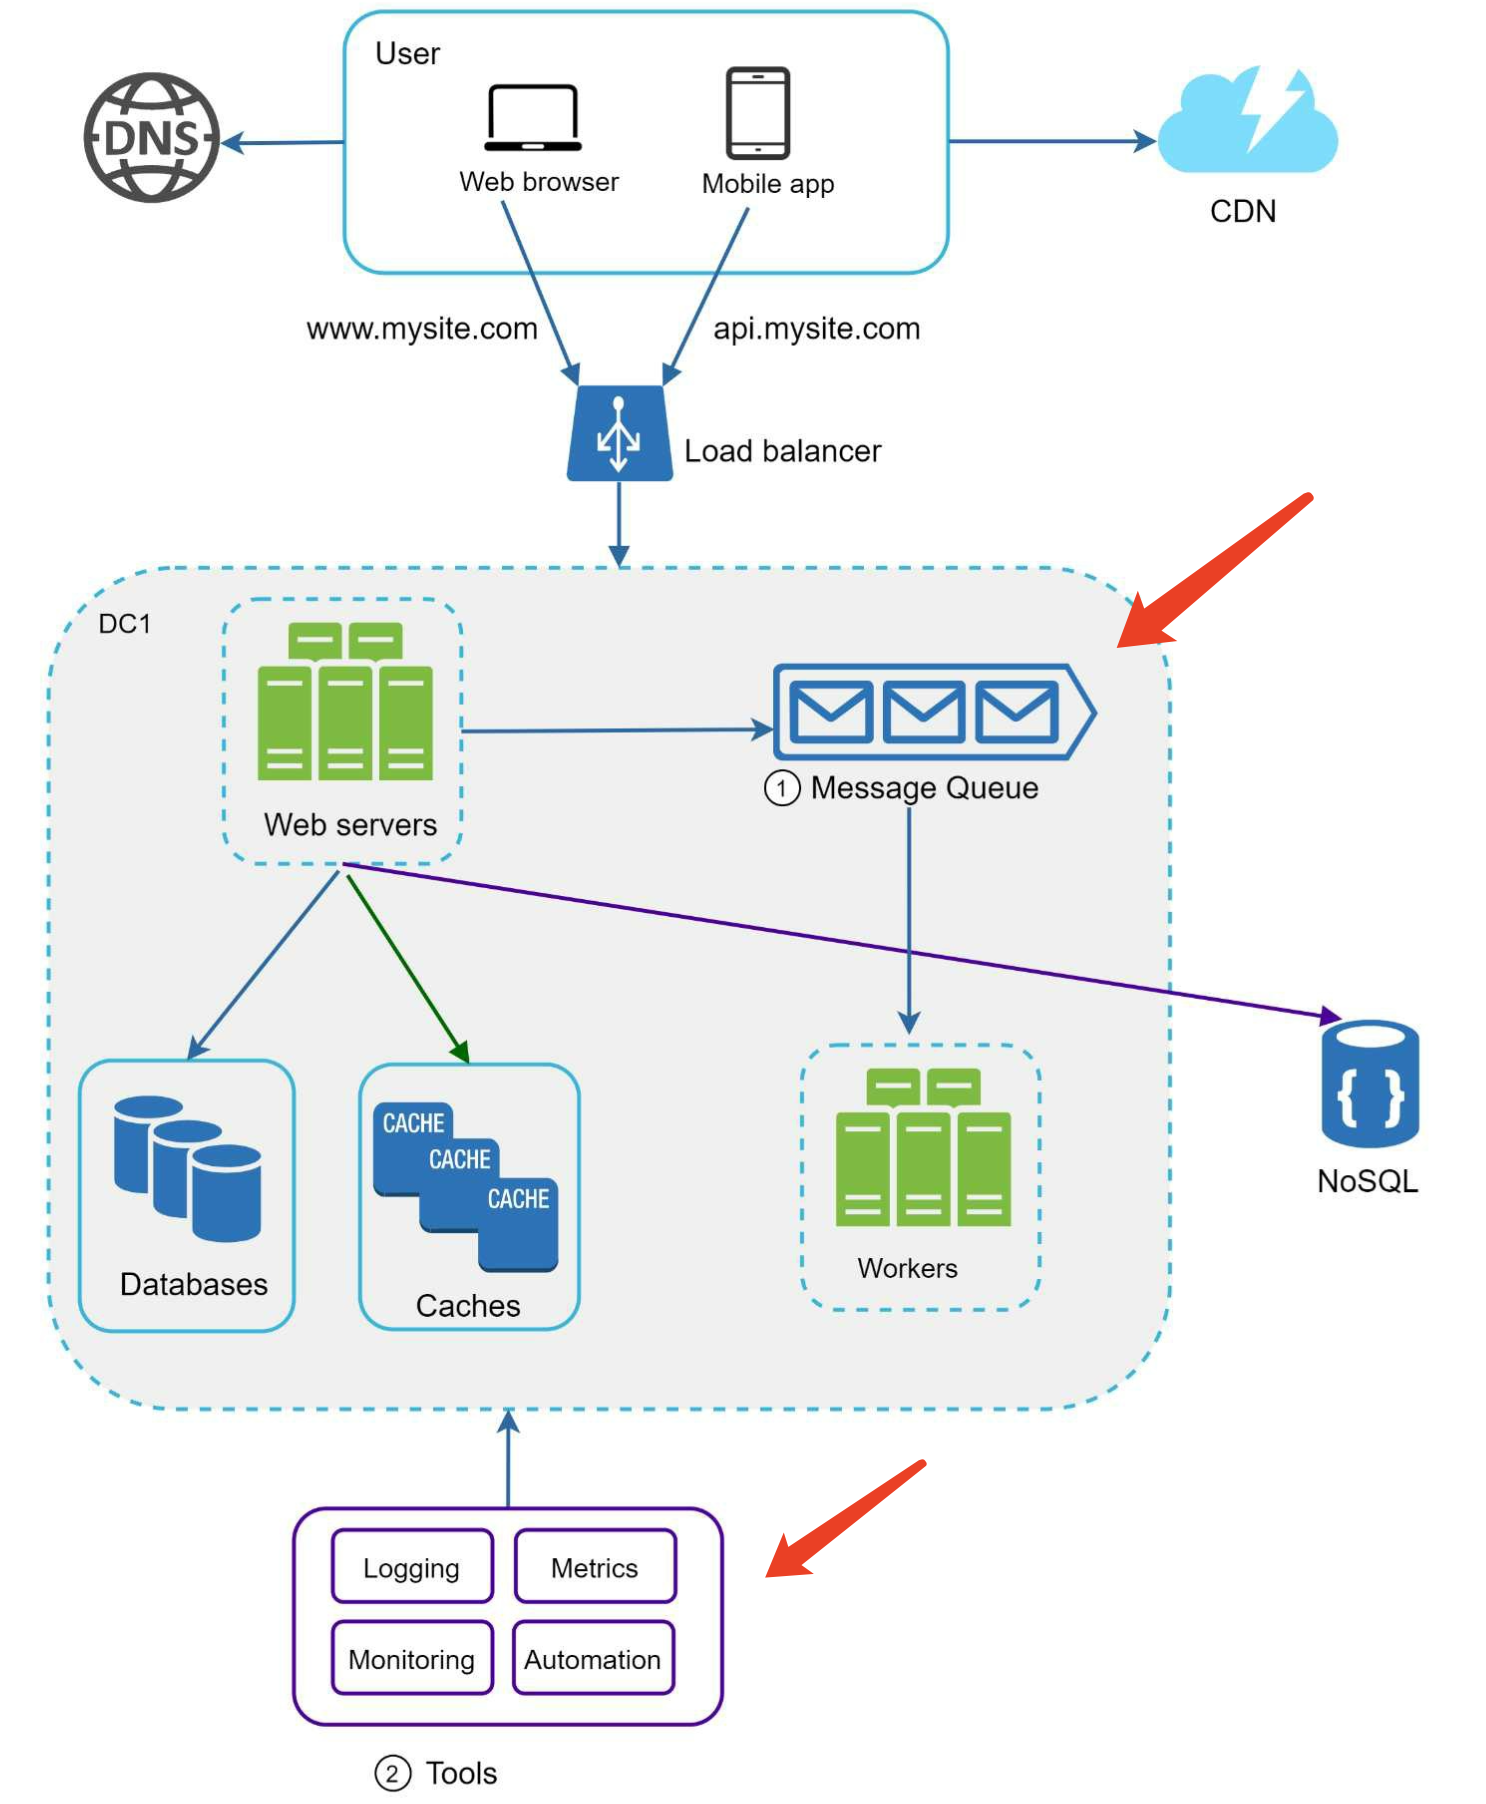 User
DNS
Web browser
Mobile app
CDN
www.mysite.com
api.mysite.com
Load balancer
DC1
Web servers
1 Message Queue
CACHE
CACHE
CACHE
Databases
Caches
Workers
{ }
NoSQL
Logging
Metrics
Monitoring
Automation
2 Tools